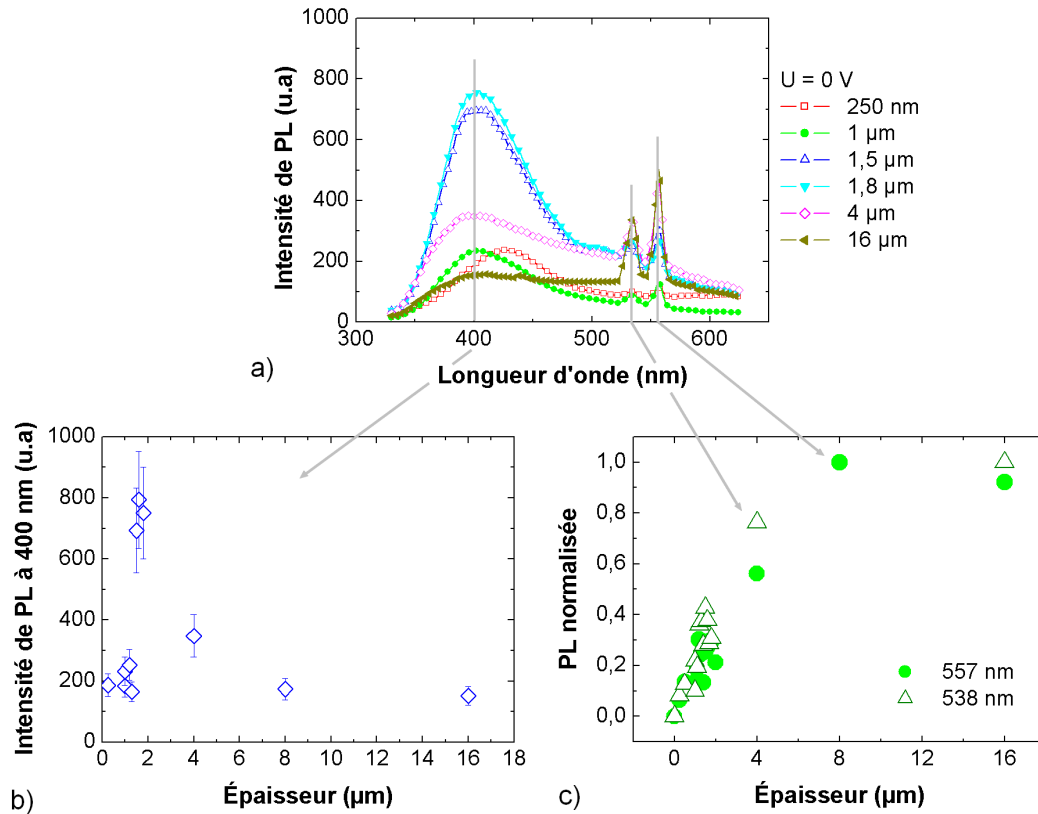 1000
800
600
400
200
0
Intensité de PL (u.a)
300
400
500
600
Longueur d'onde (nm)
a)
U = 0 V
250 nm
1 µm
1,5 µm
1,8 µm
4 µm
16 µm
1000
800
600
400
200
0
Intensité de PL à 400 nm (u.a)
0 2 4 6 8 10 12 14 16 18
Épaisseur (µm)
b)
1,0
0,8
0,6
0,4
0,2
0,0
PL normalisée
557 nm
538 nm
0 4 8 12 16
Épaisseur (µm)
c)